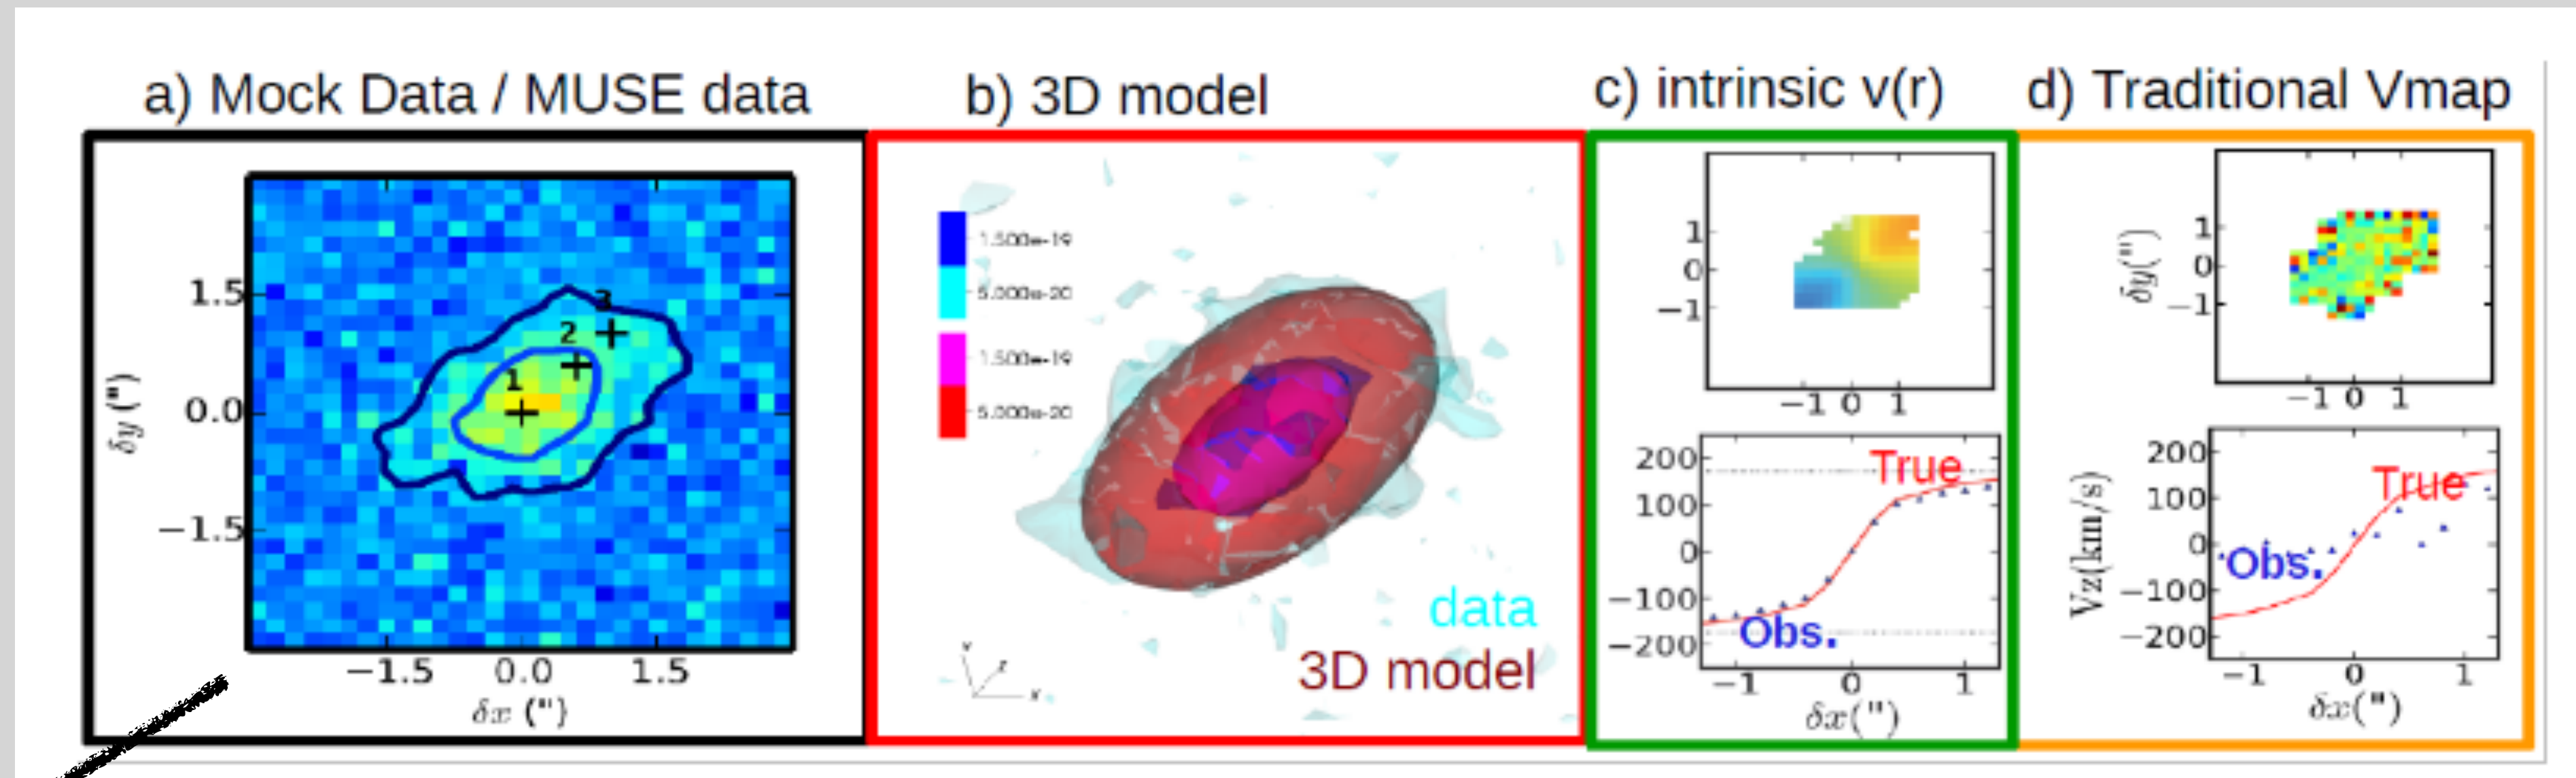 a) Mock Data / MUSE data
b) 3D model
c) intrinsic v(r)
d) Traditional Vmap
δy (")
1.5
0.0
−1.5
1
2
3
−1.5 0.0 1.5
δx (")
1.500e-19
5.000e-20
1.500e-19
5.000e-20
data
3D model
Y
Z
X
1
0
−1
−1 0 1
200
100
0
−100
−200
True
Obs.
−1 0 1
δx(")
δy(")
1
0
−1
−1 0 1
Vz(km/s)
200
100
0
−100
−200
True
Obs.
−1 0 1
δx(")